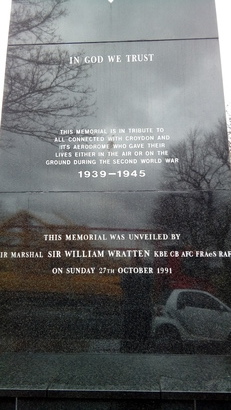 IN GOD WE TRUST
THIS MEMORIAL IS IN TRIBUTE TO
ALL CONNECTED WITH CROYDON AND
IT'S AERODROME WHO GAVE THEIR
LIVES EITHER IN THE AIR OR ON THE
GROUND DURING THE SECOND WORLD WAR
1939—1945
THIS MEMORIAL WAS UNVEILED BY
IR MARSHAL SIR WILLIAM WRATTEN KBE CB AFC FRAeS RAF
ON SUNDAY 27TH OCTOBER 1991